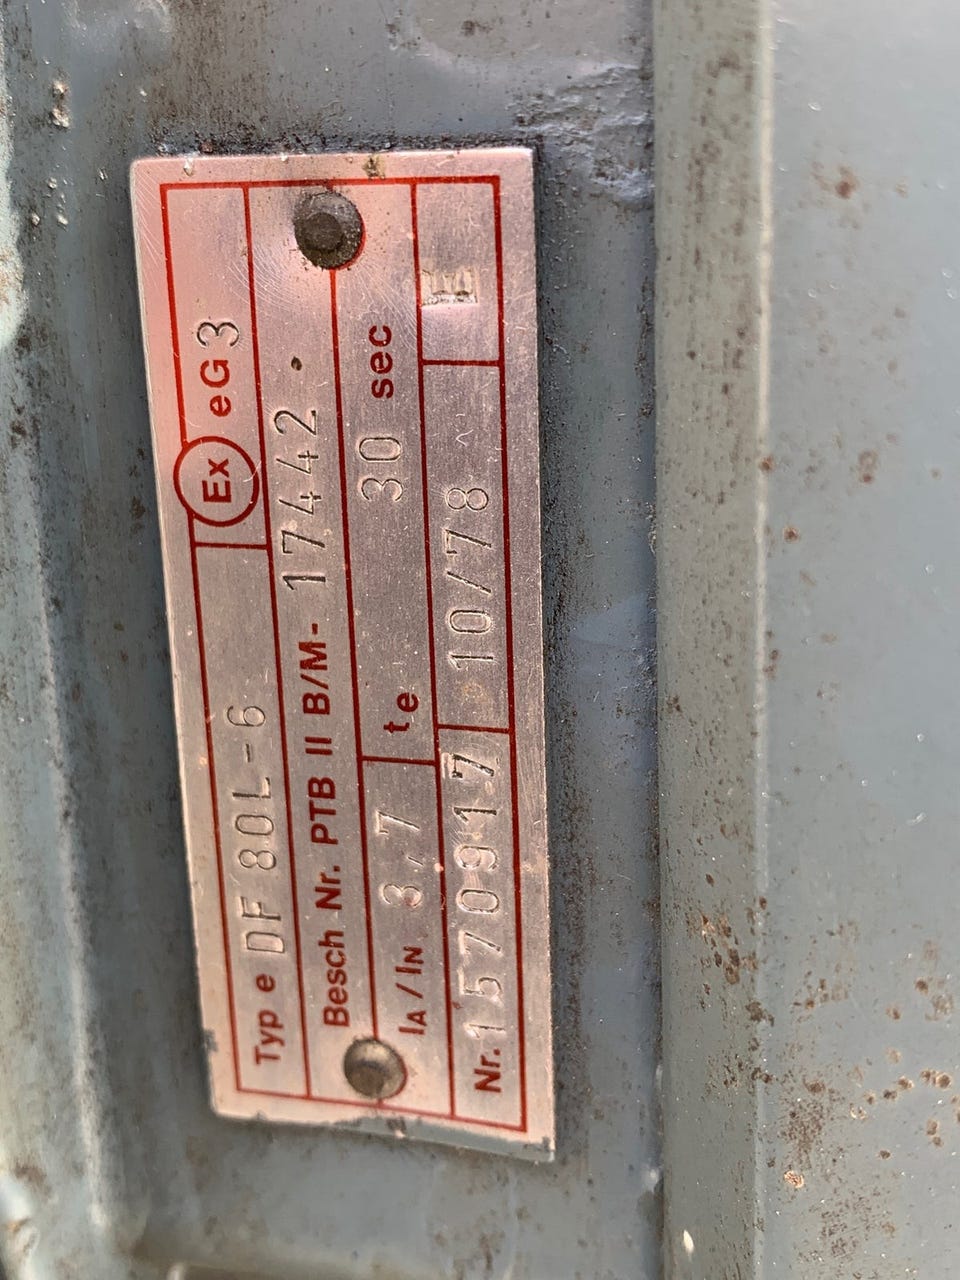 Type DF 80L-6 Ex eG3
Besch Nr. PTB II B/M- 17442.
IA/IN 3,7 te 30 sec
Nr. 1570917 10/78 E